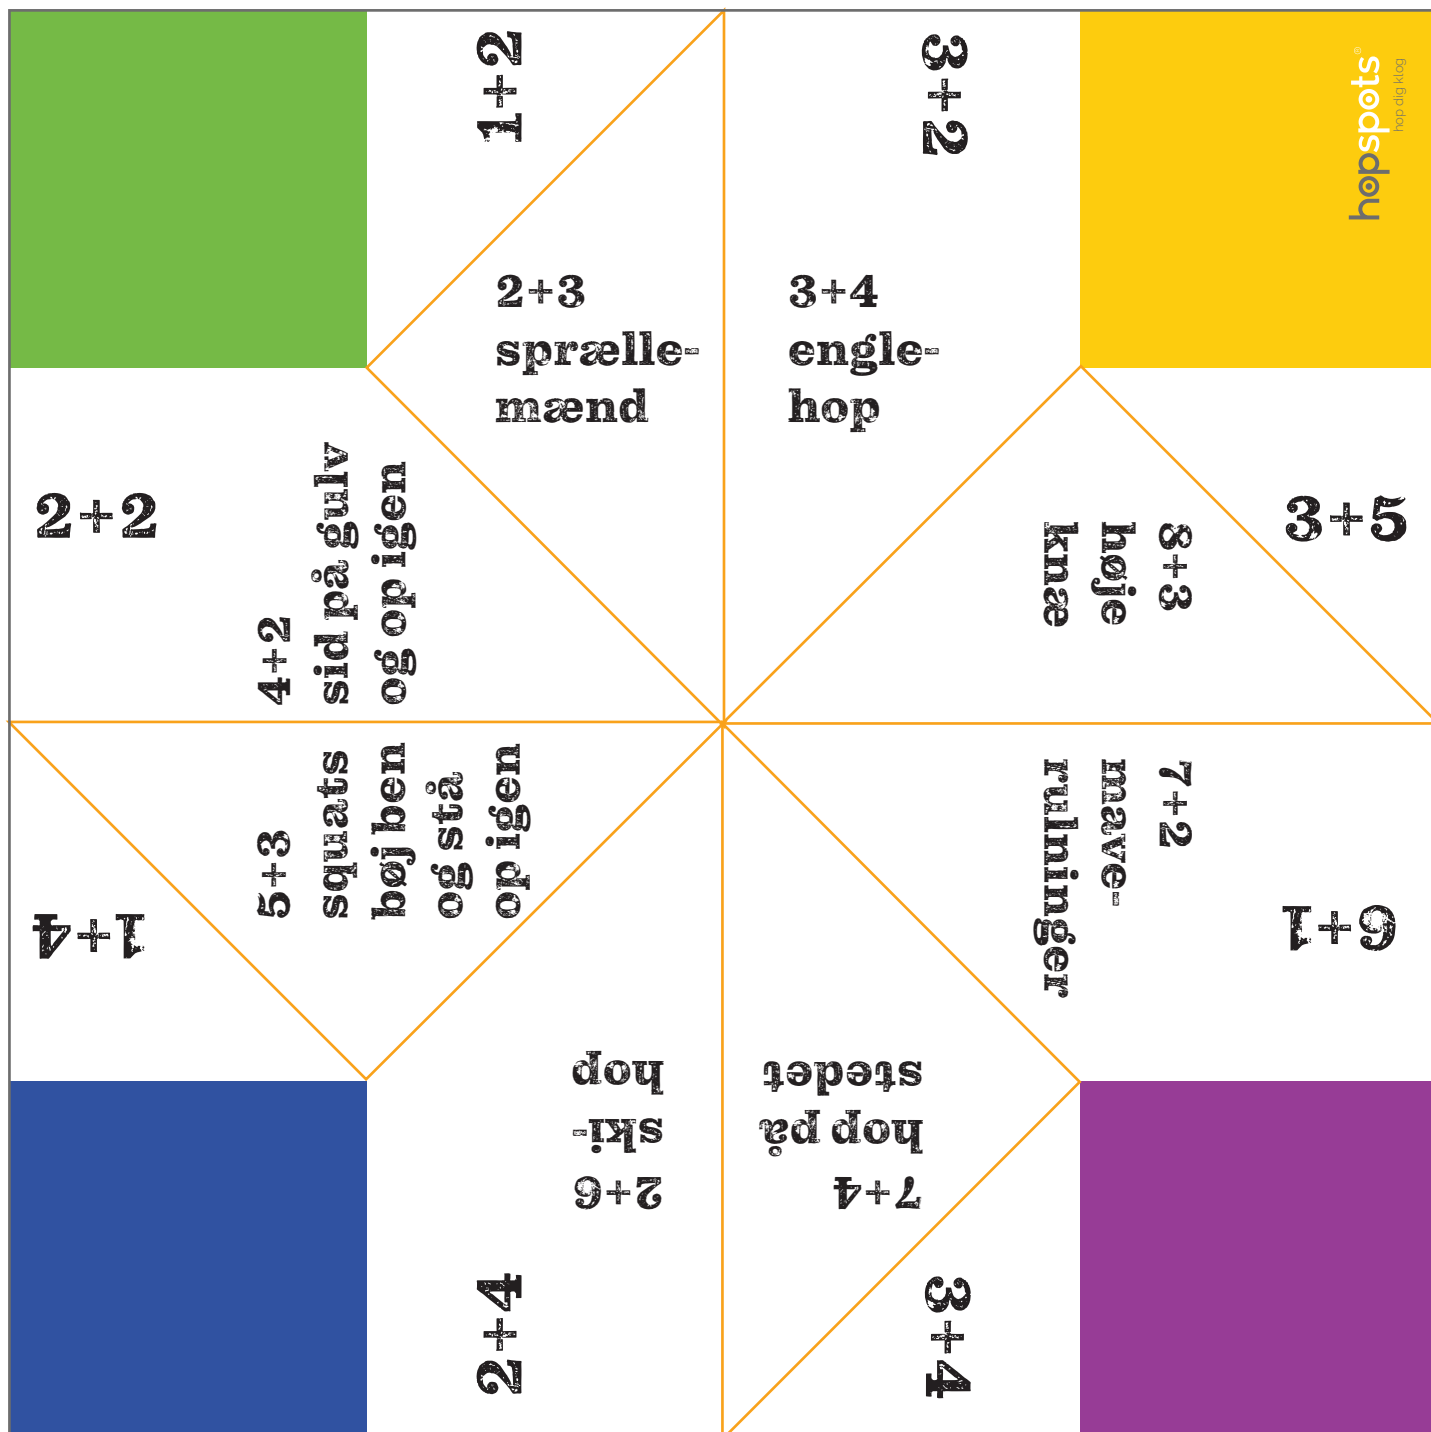 1+2
3+2
hopspots®
hop dig klog
2+3
sprælle-
mænd
3+4
engle-
hop
2+2
4+2
sid på gulv
og op igen
8+3
høje
knæ
3+5
1+4
5+3
squats
bøj ben
og stå
op igen
7+2
mave-
rulninger
6+1
2+6
ski-
hop
7+4
hop på
stedet
2+4
3+4